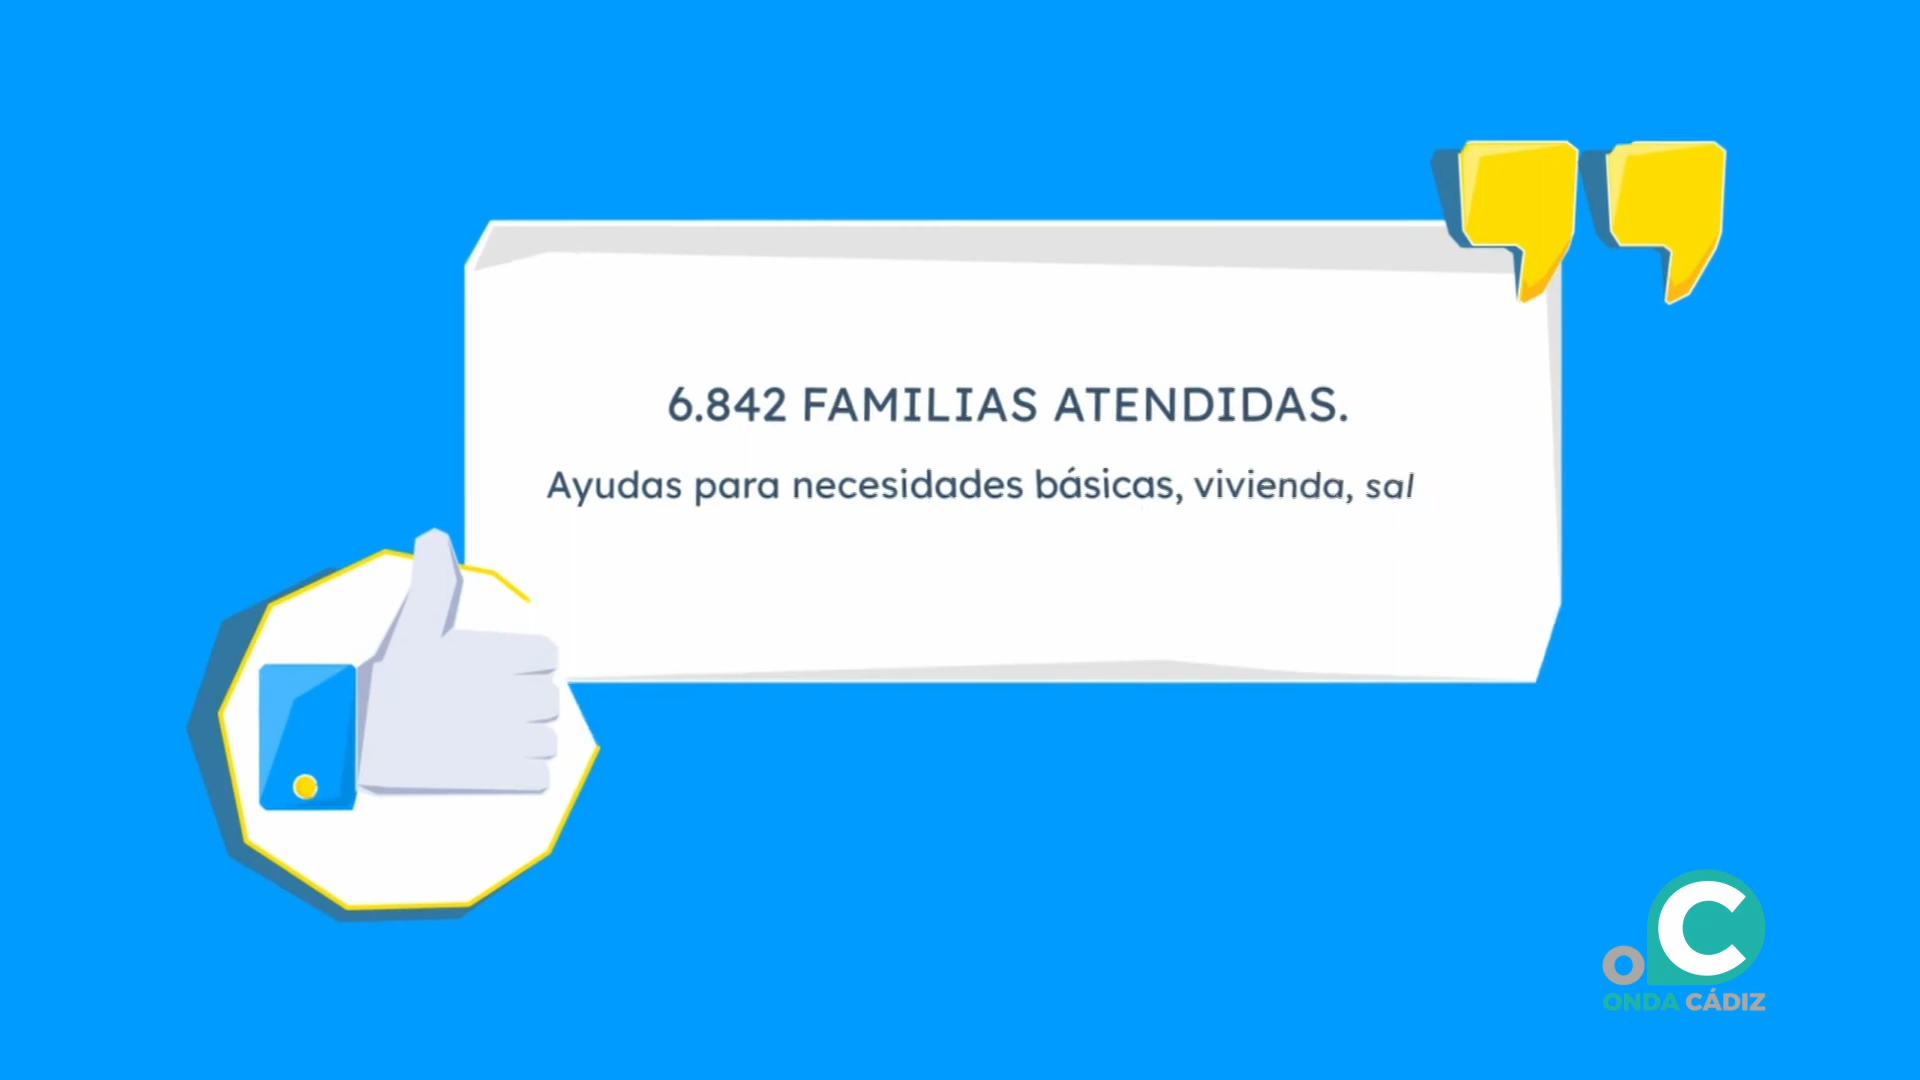 6.842 FAMILIAS ATENDIDAS.
Ayudas para necesidades básicas, vivienda, sal
C
O
ONDA CÁDIZ